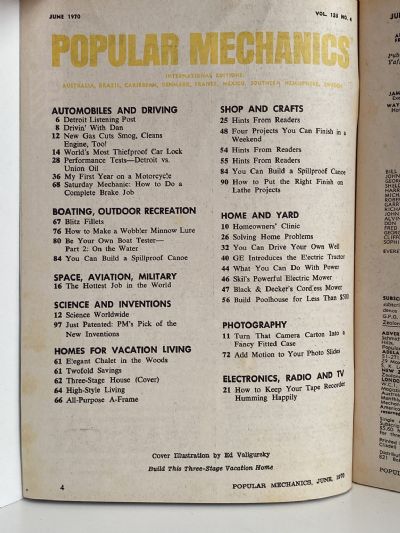 JUNE 1970
VOL. 133 NO. 6
POPULAR MECHANICS
INTERNATIONAL EDITIONS:
AUSTRALIA, BRAZIL, CARIBBEAN, DENMARK, FRANCE, MEXICO, SOUTHERN HEMISPHERE, SWEDEN
AUTOMOBILES AND DRIVING
6 Detroit Listening Post
8 Drivin' With Dan
12 New Gas Cuts Smog, Cleans
Engine, Too!
14 World's Most Thiefproof Car Lock
28 Performance Tests—Detroit vs.
Union Oil
36 My First Year on a Motorcycle
68 Saturday Mechanic: How to Do a
Complete Brake Job
BOATING, OUTDOOR RECREATION
67 Blitz Fillets
76 How to Make a Wobbler Minnow Lure
80 Be Your Own Boat Tester—
Part 2: On the Water
84 You Can Build a Spillproof Canoe
SPACE, AVIATION, MILITARY
16 The Hottest Job in the World
SCIENCE AND INVENTIONS
12 Science Worldwide
97 Just Patented: PM's Pick of the
New Inventions
HOMES FOR VACATION LIVING
61 Elegant Chalet in the Woods
61 Twofold Savings
62 Three-Stage House (Cover)
64 High-Style Living
66 All-Purpose A-Frame
SHOP AND CRAFTS
25 Hints From Readers
48 Four Projects You Can Finish in a
Weekend
54 Hints From Readers
55 Hints From Readers
84 You Can Build a Spillproof Canoe
90 How to Put the Right Finish on
Lathe Projects
HOME AND YARD
10 Homeowners' Clinic
26 Solving Home Problems
32 You Can Drive Your Own Well
40 GE Introduces the Electric Tractor
44 What You Can Do With Power
46 Skil's Powerful Electric Mower
47 Black & Decker's Cordless Mower
56 Build Poolhouse for Less Than $500
PHOTOGRAPHY
11 Turn That Camera Carton Into a
Fancy Fitted Case
72 Add Motion to Your Photo Slides
ELECTRONICS, RADIO AND TV
21 How to Keep Your Tape Recorder
Humming Happily
Cover Illustration by Ed Valigursky
Build This Three-Stage Vacation Home
4
POPULAR MECHANICS, JUNE, 1970